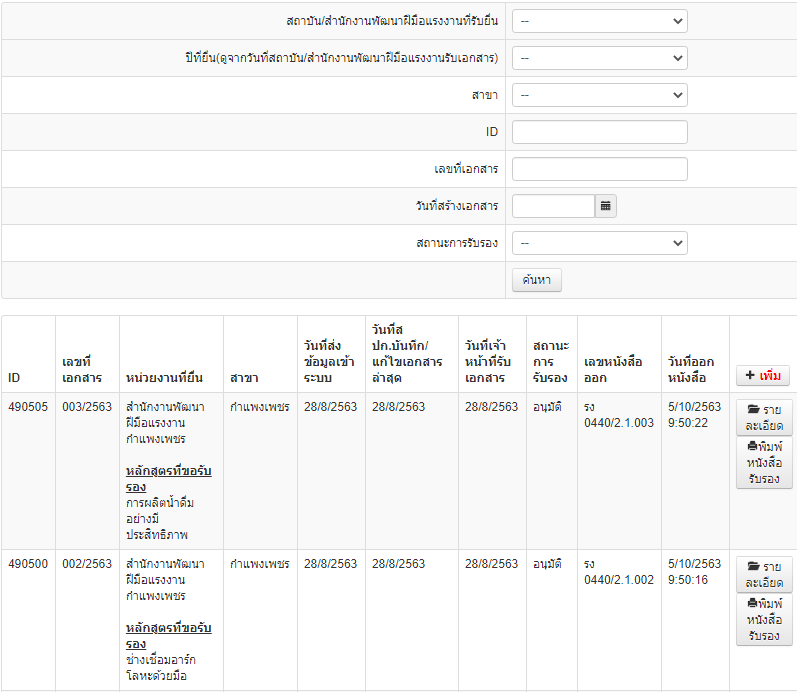 สถาบัน/สำนักงานพัฒนาฝีมือแรงงานที่รับยื่น
--
ปีที่ยื่น(ดูจากวันที่สถาบัน/สำนักงานพัฒนาฝีมือแรงงานรับเอกสาร)
--
สาขา
--
ID
เลขที่เอกสาร
วันที่สร้างเอกสาร
สถานะการรับรอง
--
ค้นหา
ID
เลขที่
เอกสาร
หน่วยงานที่ยื่น
สาขา
วันที่ส่ง
ข้อมูลเข้า
ระบบ
วันที่ส
ปก.บันทึก/
แก้ไขเอกสาร
ล่าสุด
วันที่เจ้า
หน้าที่รับ
เอกสาร
สถานะ
การ
รับรอง
เลขหนังสือ
ออก
วันที่ออก
หนังสือ
เพิ่ม
490505
003/2563
สำนักงานพัฒนา
ฝีมือแรงงาน
กำแพงเพชร
หลักสูตรที่ขอรับ
รอง
การผลิตน้ำดื่ม
อย่างมี
ประสิทธิภาพ
กำแพงเพชร
28/8/2563
28/8/2563
28/8/2563
อนุมัติ
รง
0440/2.1.003
5/10/2563
9:50:22
ราย
ละเอียด
พิมพ์
หนังสือ
รับรอง
490500
002/2563
สำนักงานพัฒนา
ฝีมือแรงงาน
กำแพงเพชร
หลักสูตรที่ขอรับ
รอง
ช่างเชื่อมอาร์ก
โลหะด้วยมือ
กำแพงเพชร
28/8/2563
28/8/2563
28/8/2563
อนุมัติ
รง
0440/2.1.002
5/10/2563
9:50:16
ราย
ละเอียด
พิมพ์
หนังสือ
รับรอง